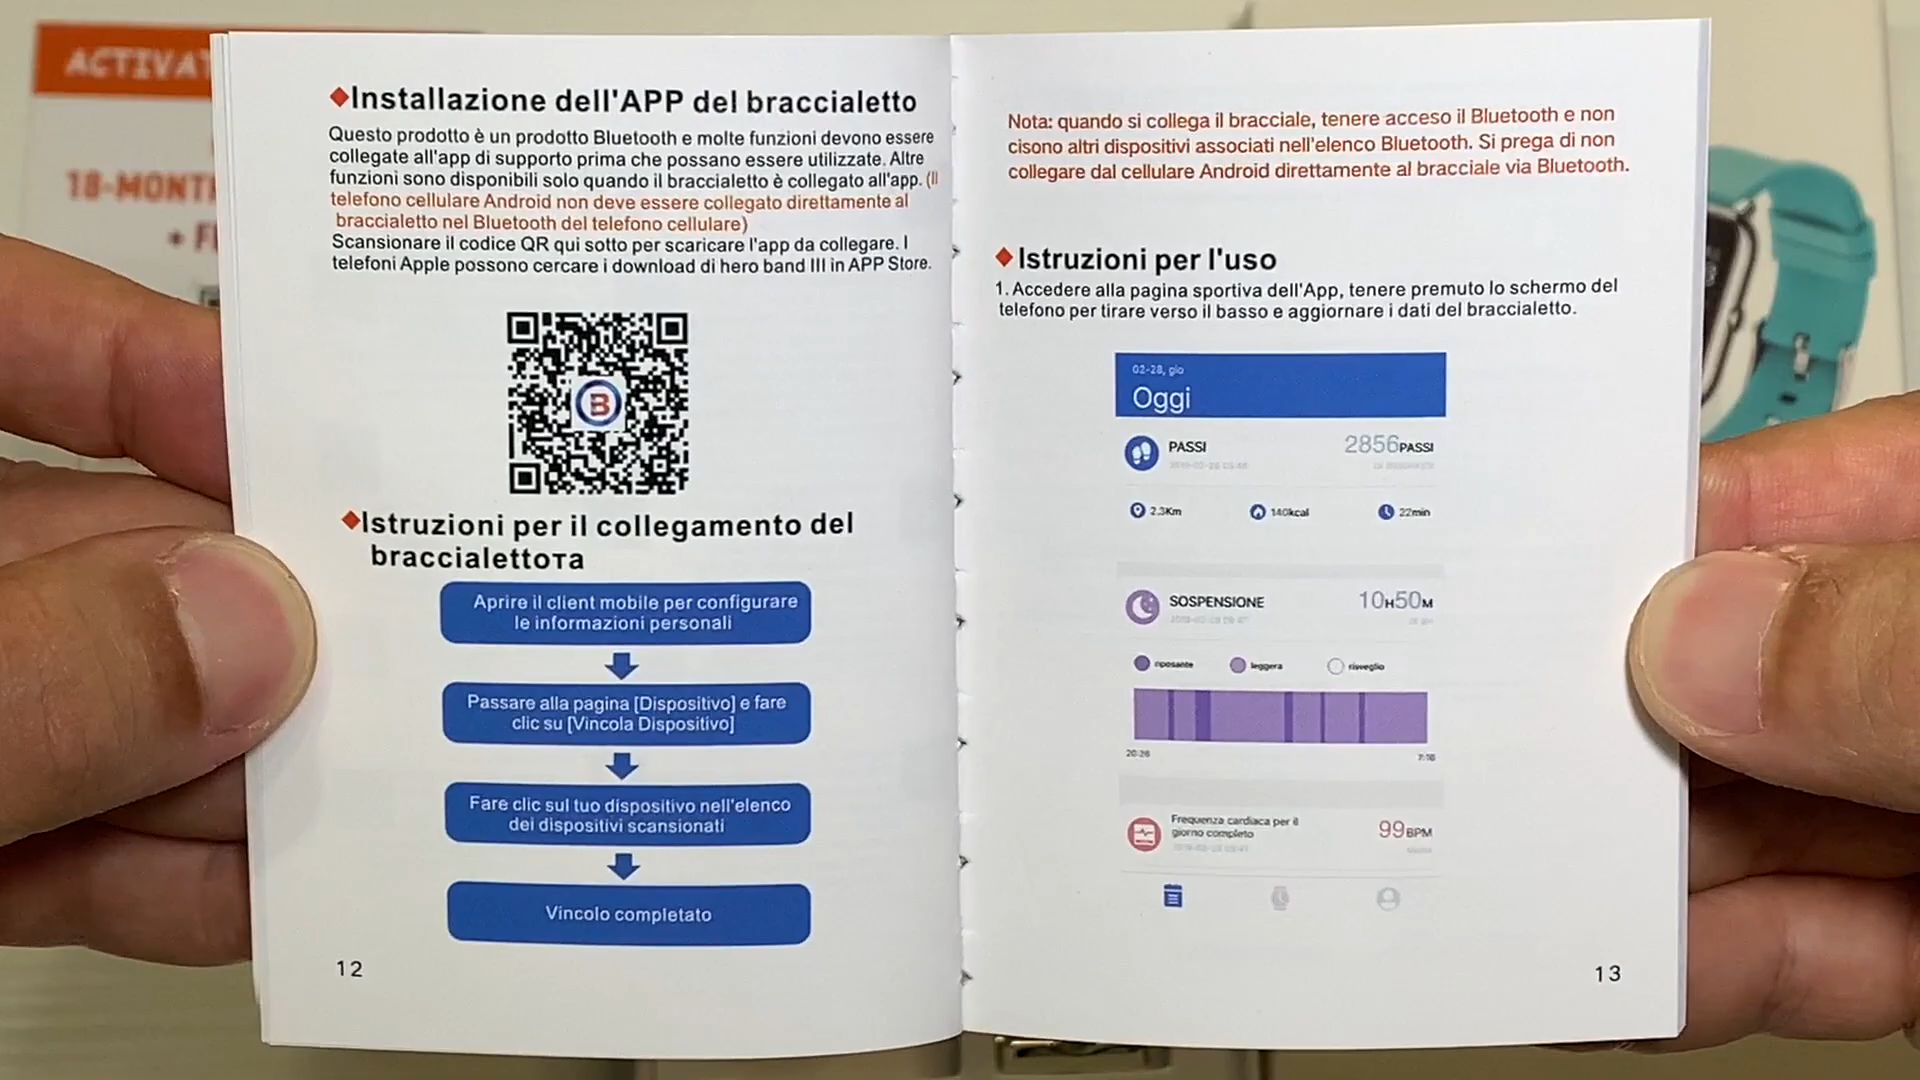 ACTIVAT
18-MONT
+ F
◆Installazione dell'APP del braccialetto
Questo prodotto è un prodotto Bluetooth e molte funzioni devono essere
collegate all'app di supporto prima che possano essere utilizzate. Altre
funzioni sono disponibili solo quando il braccialetto è collegato all'app. (Il
telefono cellulare Android non deve essere collegato direttamente al
braccialetto nel Bluetooth del telefono cellulare)
Scansionare il codice QR qui sotto per scaricare l'app da collegare. I
telefoni Apple possono cercare i download di hero band III in APP Store.
B
◆Istruzioni per il collegamento del
braccialettoта
Aprire il client mobile per configurare
le informazioni personali
Passare alla pagina [Dispositivo] e fare
clic su [Vincola Dispositivo]
Fare clic sul tuo dispositivo nell'elenco
dei dispositivi scansionati
Vincolo completato
12
Nota: quando si collega il bracciale, tenere acceso il Bluetooth e non
cisono altri dispositivi associati nell'elenco Bluetooth. Si prega di non
collegare dal cellulare Android direttamente al bracciale via Bluetooth.
◆ Istruzioni per l'uso
1. Accedere alla pagina sportiva dell'App, tenere premuto lo schermo del
telefono per tirare verso il basso e aggiornare i dati del braccialetto.
02-28, gio
Oggi
PASSI 2856PASSI
2.3Km 140kcal 22min
SOSPENSIONE 10H50M
riposante leggera risveglio
20:26 7:16
Frequenza cardiaca per il
giorno completo 99BPM
13